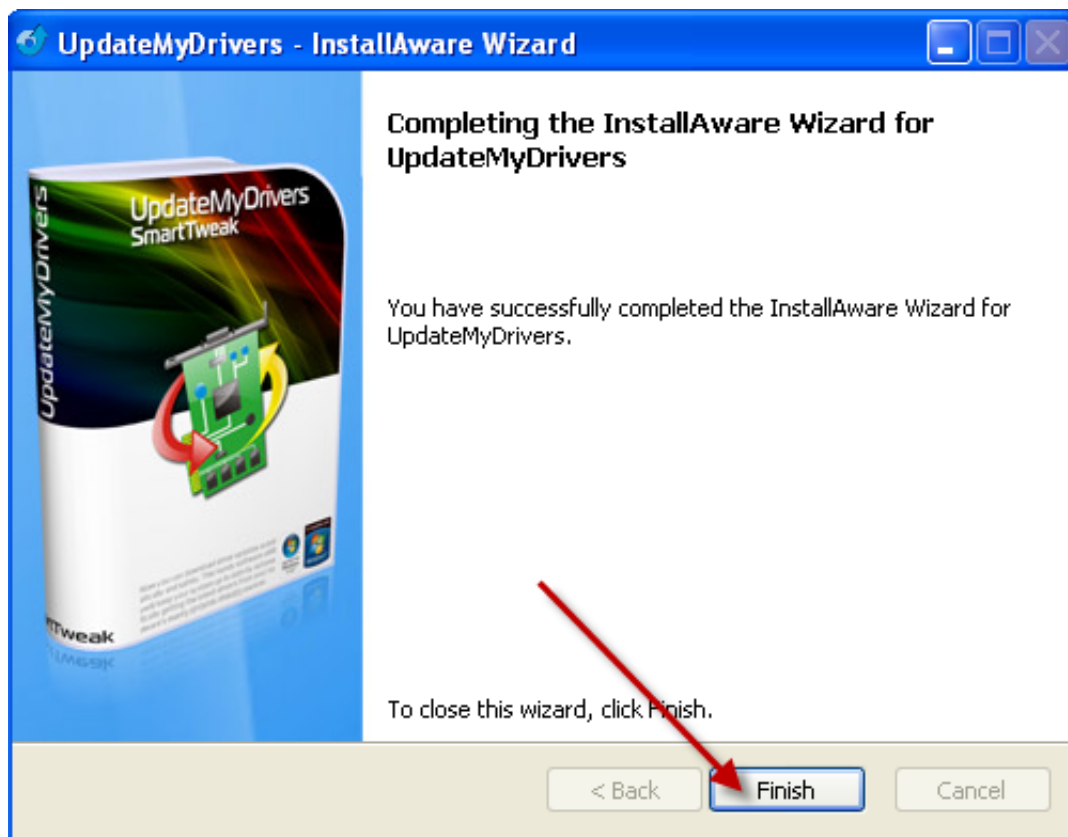 UpdateMyDrivers - InstallAware Wizard
Completing the InstallAware Wizard for
UpdateMyDrivers
UpdateMyDrivers
UpdateMyDrivers
SmartTweak
You have successfully completed the InstallAware Wizard for
UpdateMyDrivers.
Tweak
To close this wizard, click Finish.
< Back
Finish
Cancel